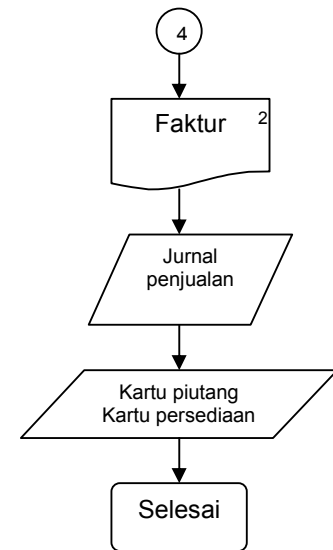 4
Faktur 2
Jurnal
penjualan
Kartu piutang
Kartu persediaan
Selesai